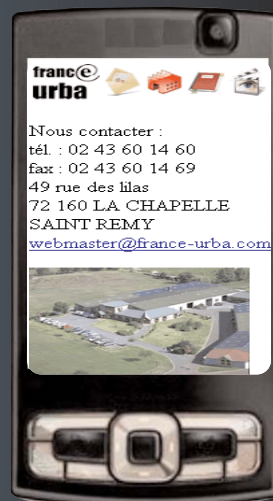 franc@e
urba
Nous contacter :
tél. : 02 43 60 14 60
fax : 02 43 60 14 69
49 rue des lilas
72 160 LA CHAPELLE
SAINT REMY
webmaster@france-urba.com